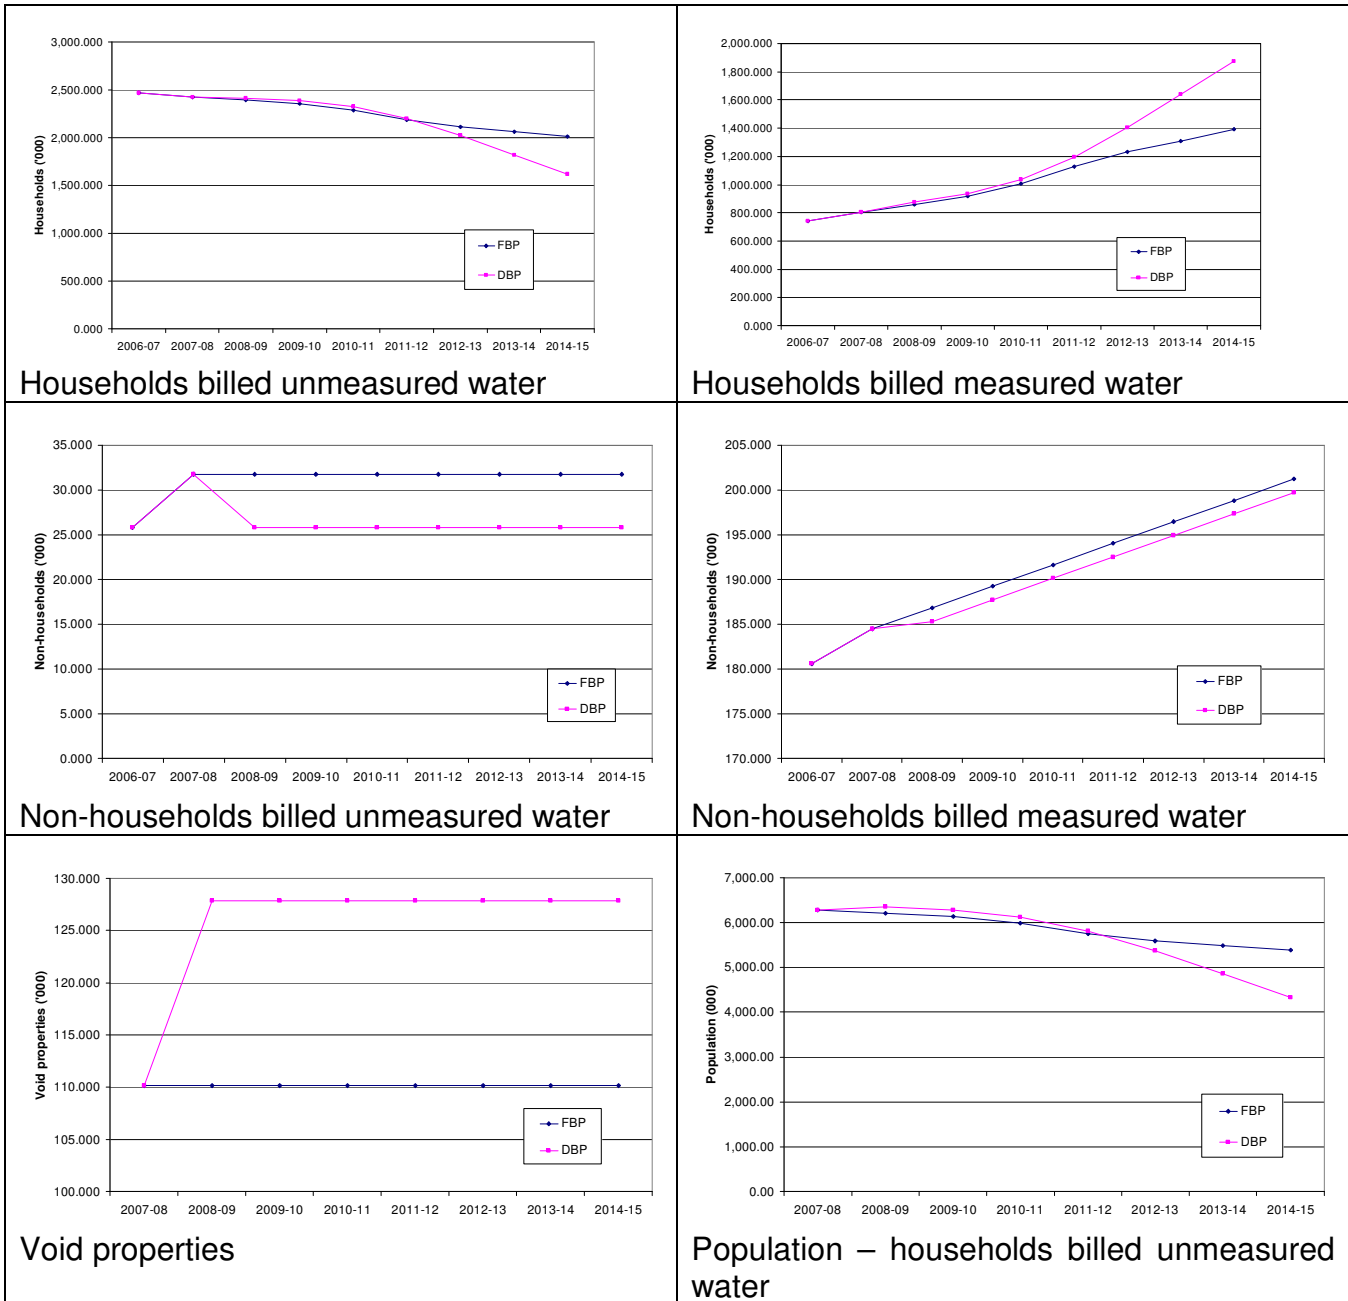 3,000.000
2,500.000
2,000.000
1,500.000
1,000.000
500.000
0.000
Households ('000)
FBP
DBP
2006-07 2007-08 2008-09 2009-10 2010-11 2011-12 2012-13 2013-14 2014-15
Households billed unmeasured water
2,000.000
1,800.000
1,600.000
1,400.000
1,200.000
1,000.000
800.000
600.000
400.000
200.000
0.000
Households ('000)
FBP
DBP
2006-07 2007-08 2008-09 2009-10 2010-11 2011-12 2012-13 2013-14 2014-15
Households billed measured water
35.000
30.000
25.000
20.000
15.000
10.000
5.000
0.000
Non-households ('000)
FBP
DBP
2006-07 2007-08 2008-09 2009-10 2010-11 2011-12 2012-13 2013-14 2014-15
Non-households billed unmeasured water
205.000
200.000
195.000
190.000
185.000
180.000
175.000
170.000
Non-households ('000)
FBP
DBP
2006-07 2007-08 2008-09 2009-10 2010-11 2011-12 2012-13 2013-14 2014-15
Non-households billed measured water
130.000
125.000
120.000
115.000
110.000
105.000
100.000
Void properties ('000)
FBP
DBP
2007-08 2008-09 2009-10 2010-11 2011-12 2012-13 2013-14 2014-15
Void properties
7,000.00
6,000.00
5,000.00
4,000.00
3,000.00
2,000.00
1,000.00
0.00
Population (000)
FBP
DBP
2007-08 2008-09 2009-10 2010-11 2011-12 2012-13 2013-14 2014-15
Population – households billed unmeasured
water